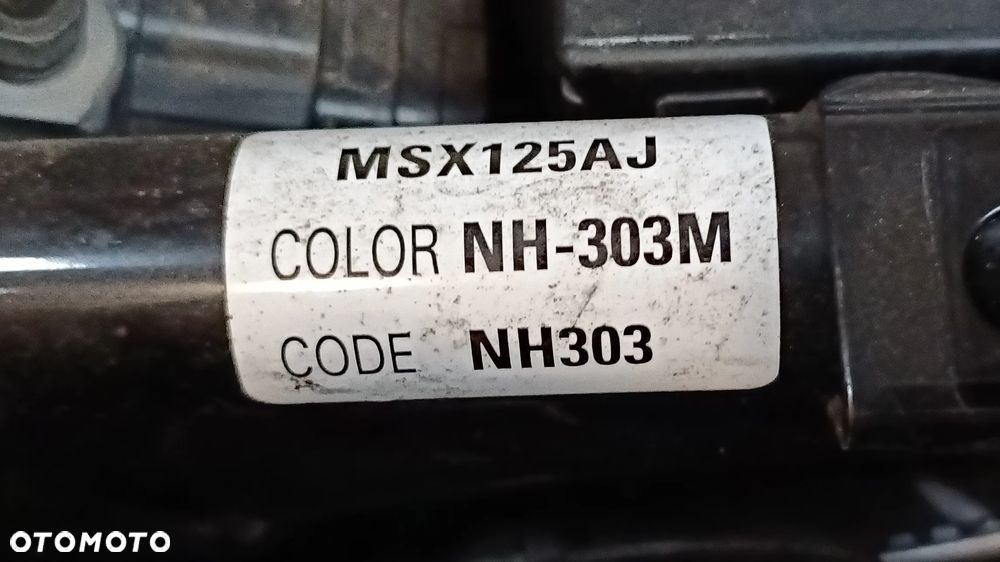 MSX125AJ
COLOR NH-303M
CODE NH303
OTOMOTO